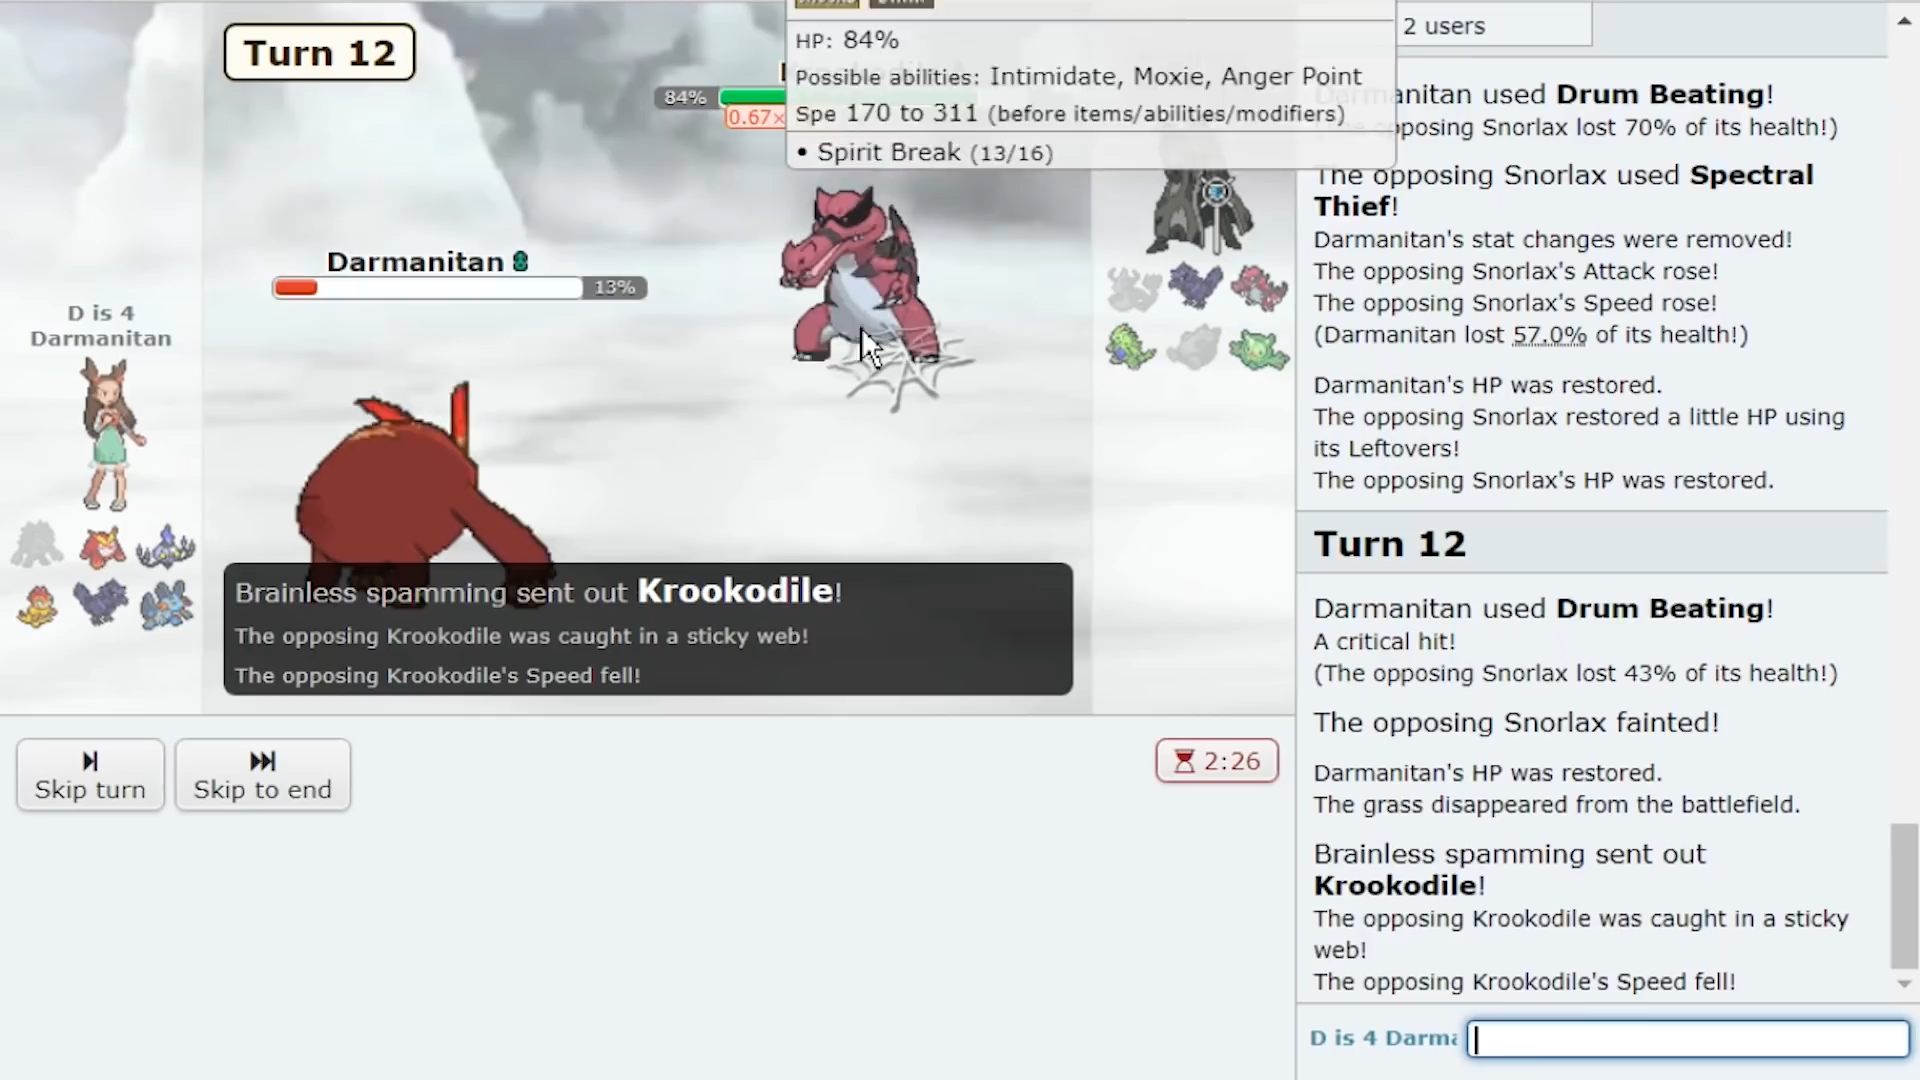 Turn 12
HP: 84%
Possible abilities: Intimidate, Moxie, Anger Point
Spe 170 to 311 (before items/abilities/modifiers)
• Spirit Break (13/16)
84%
0.67×
Darmanitan
13%
D is 4
Darmanitan
Brainless spamming sent out Krookodile!
The opposing Krookodile was caught in a sticky web!
The opposing Krookodile's Speed fell!
Skip turn
Skip to end
2:26
2 users
Darmanitan used Drum Beating!
opposing Snorlax lost 70% of its health!)
The opposing Snorlax used Spectral
Thief!
Darmanitan's stat changes were removed!
The opposing Snorlax's Attack rose!
The opposing Snorlax's Speed rose!
(Darmanitan lost 57.0% of its health!)
Darmanitan's HP was restored.
The opposing Snorlax restored a little HP using
its Leftovers!
The opposing Snorlax's HP was restored.
Turn 12
Darmanitan used Drum Beating!
A critical hit!
(The opposing Snorlax lost 43% of its health!)
The opposing Snorlax fainted!
Darmanitan's HP was restored.
The grass disappeared from the battlefield.
Brainless spamming sent out
Krookodile!
The opposing Krookodile was caught in a sticky
web!
The opposing Krookodile's Speed fell!
D is 4 Darma